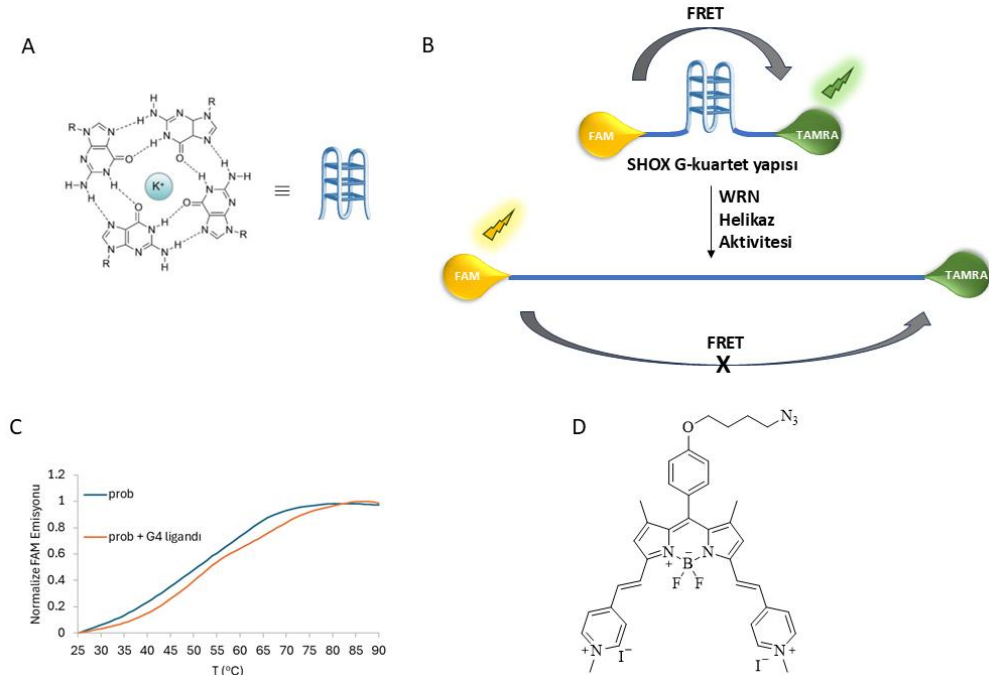 A
R
N
N
H
N
R
N
N
H
O
N
N
O
H
H
N
N
N
H
N
K⁺
N
H
H
O
N
N
N
H
O
N
R
N
N
H
N
N
R
N
H
H
≡
B
FRET
FAM
TAMRA
SHOX G-kuartet yapısı
WRN
Helikaz
Aktivitesi
FAM
TAMRA
FRET
X
C
Normalize FAM Emisyonu
1.2
1
0.8
0.6
0.4
0.2
0
prob
prob + G4 ligandı
25 30 35 40 45 50 55 60 65 70 75 80 85 90
T (°C)
D
O
N₃
N
+
B
−
N
F
F
N
+
I⁻
I⁻
N
+